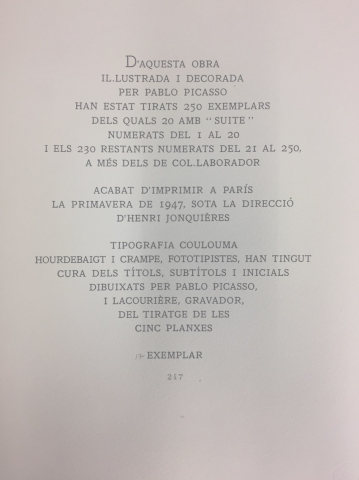 D'AQUESTA OBRA
IL.LUSTRADA I DECORADA
PER PABLO PICASSO
HAN ESTAT TIRATS 250 EXEMPLARS
DELS QUALS 20 AMB "SUITE"
NUMERATS DEL 1 AL 20
I ELS 230 RESTANTS NUMERATS DEL 21 AL 250,
A MÉS DELS DE COL.LABORADOR
ACABAT D'IMPRIMIR A PARÍS
LA PRIMAVERA DE 1947, SOTA LA DIRECCIÓ
D'HENRI JONQUIÈRES
TIPOGRAFIA COULOUMA
HOURDEBAIGT I CRAMPE, FOTOTIPISTES, HAN TINGUT
CURA DELS TÍTOLS, SUBTÍTOLS I INICIALS
DIBUIXATS PER PABLO PICASSO,
I LACOURIÈRE, GRAVADOR,
DEL TIRATGE DE LES
CINC PLANXES
EXEMPLAR
217